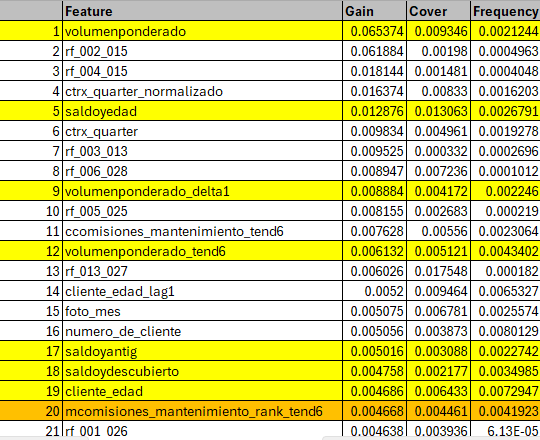 Feature Gain Cover Frequency
1 volumenponderado 0.065374 0.009346 0.0021244
2 rf_002_015 0.061884 0.00198 0.0004963
3 rf_004_015 0.018144 0.001481 0.0004048
4 ctrx_quarter_normalizado 0.016374 0.00833 0.0016203
5 saldoyedad 0.012876 0.013063 0.0026791
6 ctrx_quarter 0.009834 0.004961 0.0019278
7 rf_003_013 0.009525 0.000332 0.0002696
8 rf_006_028 0.008947 0.007236 0.0001012
9 volumenponderado_delta1 0.008884 0.004172 0.002246
10 rf_005_025 0.008155 0.002683 0.000219
11 ccomisiones_mantenimiento_tend6 0.007628 0.00556 0.0023064
12 volumenponderado_tend6 0.006132 0.005121 0.0043402
13 rf_013_027 0.006026 0.017548 0.000182
14 cliente_edad_lag1 0.0052 0.009464 0.0065327
15 foto_mes 0.005075 0.006781 0.0025574
16 numero_de_cliente 0.005056 0.003873 0.0080129
17 saldoyantig 0.005016 0.003088 0.0022742
18 saldoydescubierto 0.004758 0.002177 0.0034985
19 cliente_edad 0.004686 0.006433 0.0072947
20 mcomisiones_mantenimiento_rank_tend6 0.004668 0.004461 0.0041923
21 rf_001_026 0.004638 0.003936 6.13E-05